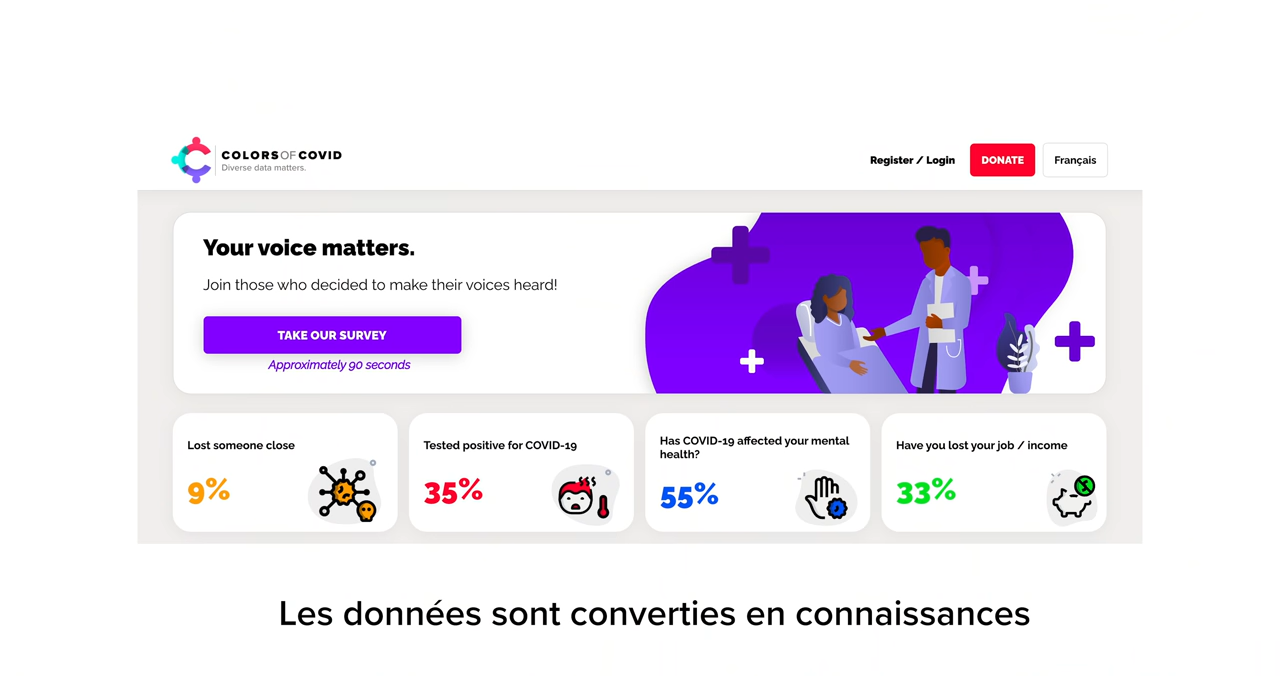 COLORS OF COVID
Diverse data matters.
Register / Login
DONATE
Français
Your voice matters.
Join those who decided to make their voices heard!
TAKE OUR SURVEY
Approximately 90 seconds
Lost someone close
9%
Tested positive for COVID-19
35%
Has COVID-19 affected your mental
health?
55%
Have you lost your job / income
33%
Les données sont converties en connaissances